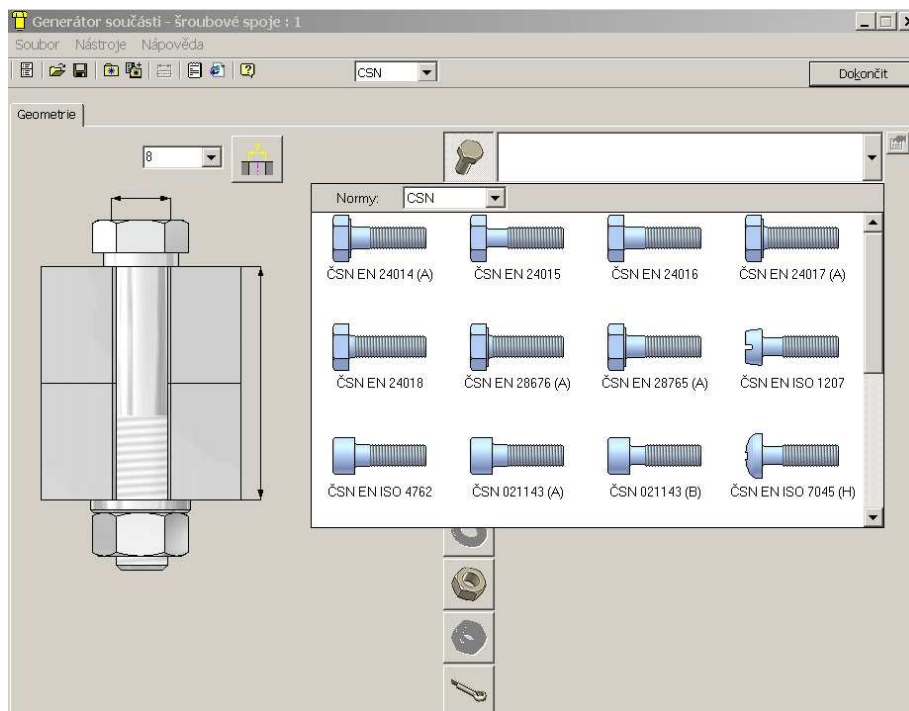 Generátor součásti - šroubové spoje : 1
Soubor Nástroje Nápověda
CSN
Dokončit
Geometrie
8
Normy: CSN
ČSN EN 24014 (A) ČSN EN 24015 ČSN EN 24016 ČSN EN 24017 (A)
ČSN EN 24018 ČSN EN 28676 (A) ČSN EN 28765 (A) ČSN EN ISO 1207
ČSN EN ISO 4762 ČSN 021143 (A) ČSN 021143 (B) ČSN EN ISO 7045 (H)